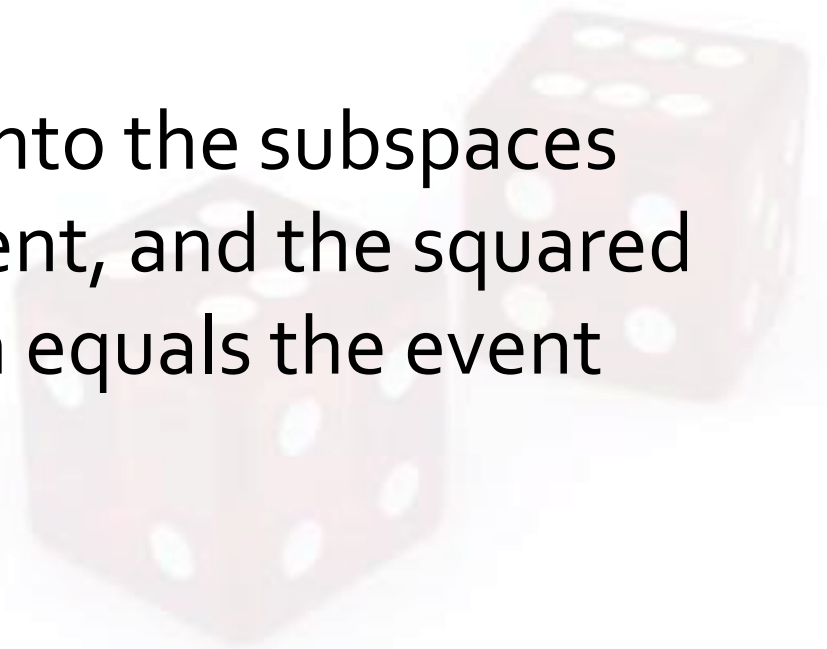 nto the subspaces
ent, and the squared
equals the event